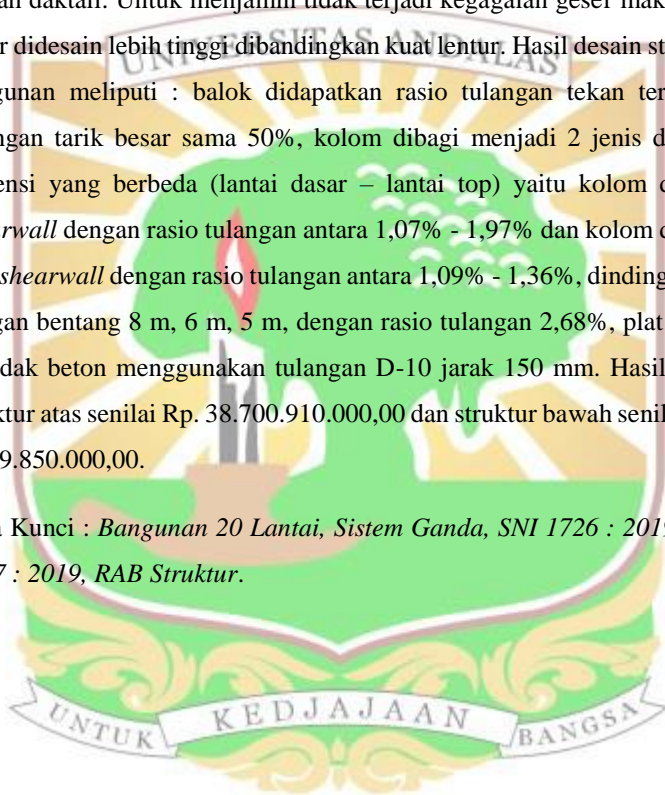 daktail. Untuk menjamin tidak terjadi kegagalan geser mak
didesain lebih tinggi dibandingkan kuat lentur. Hasil desain st
UNIVERSITAS ANDALAS
gunan meliputi : balok didapatkan rasio tulangan tekan ter
ngan tarik besar sama 50%, kolom dibagi menjadi 2 jenis d
ensi yang berbeda (lantai dasar – lantai top) yaitu kolom d
rwall dengan rasio tulangan antara 1,07% - 1,97% dan kolom d
shearwall dengan rasio tulangan antara 1,09% - 1,36%, dinding
gan bentang 8 m, 6 m, 5 m, dengan rasio tulangan 2,68%, plat
dak beton menggunakan tulangan D-10 jarak 150 mm. Hasil
ktur atas senilai Rp. 38.700.910.000,00 dan struktur bawah senil
9.850.000,00.
Kunci : Bangunan 20 Lantai, Sistem Ganda, SNI 1726 : 2019
7 : 2019, RAB Struktur.
UNTUK KEDJAJAAN BANGSA